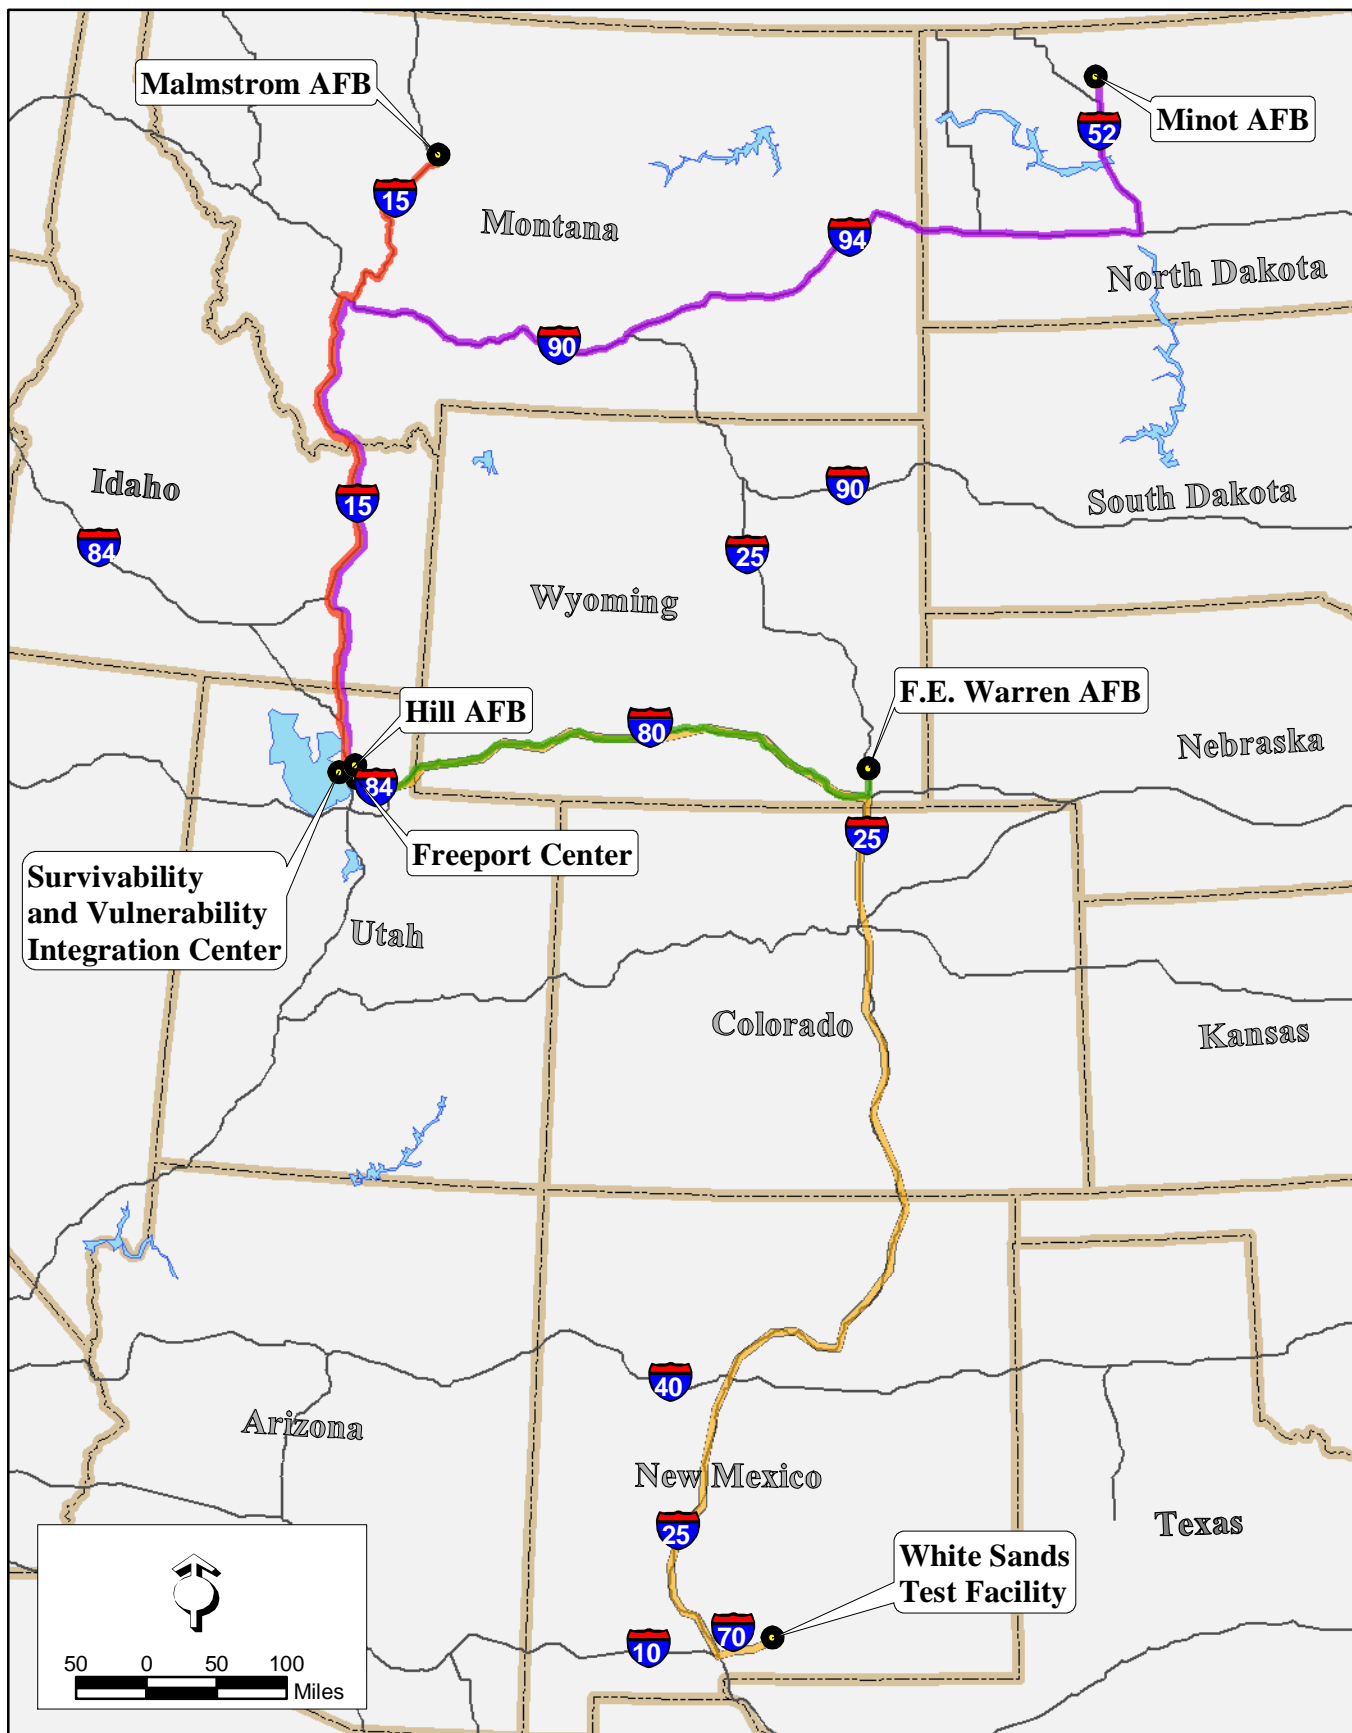 Malmstrom AFB
Minot AFB
52
15
Montana
94
North Dakota
90
Idaho
15
90
South Dakota
84
25
Wyoming
F.E. Warren AFB
Hill AFB
80
Nebraska
84
25
Freeport Center
Survivability
and Vulnerability
Integration Center
Utah
Colorado
Kansas
40
Arizona
New Mexico
25
Texas
White Sands
Test Facility
70
10
50 0 50 100
Miles